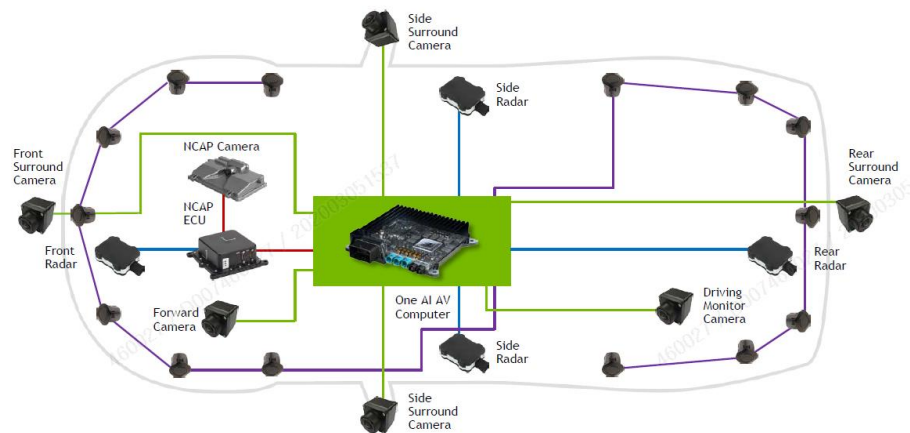 Side
Surround
Camera
Side
Radar
NCAP Camera
Front
Surround
Camera
Rear
Surround
Camera
NCAP
ECU
Front
Radar
Rear
Radar
Forward
Camera
One AI AV
Computer
Driving
Monitor
Camera
Side
Radar
Side
Surround
Camera